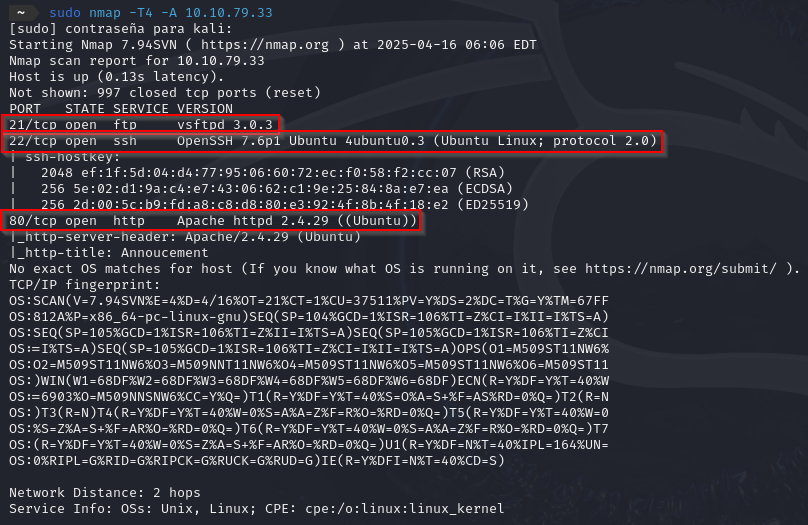 ~ sudo nmap -T4 -A 10.10.79.33
[sudo] contraseña para kali:
Starting Nmap 7.94SVN ( https://nmap.org ) at 2025-04-16 06:06 EDT
Nmap scan report for 10.10.79.33
Host is up (0.13s latency).
Not shown: 997 closed tcp ports (reset)
PORT   STATE SERVICE VERSION
21/tcp open  ftp     vsftpd 3.0.3
22/tcp open  ssh     OpenSSH 7.6p1 Ubuntu 4ubuntu0.3 (Ubuntu Linux; protocol 2.0)
| ssh-hostkey:
|   2048 ef:1f:5d:04:d4:77:95:06:60:72:ec:f0:58:f2:cc:07 (RSA)
|   256 5e:02:d1:9a:c4:e7:43:06:62:c1:9e:25:84:8a:e7:ea (ECDSA)
|   256 2d:00:5c:b9:fd:a8:c8:d8:80:e3:92:4f:8b:4f:18:e2 (ED25519)
80/tcp open  http    Apache httpd 2.4.29 ((Ubuntu))
|_http-server-header: Apache/2.4.29 (Ubuntu)
|_http-title: Annoucement
No exact OS matches for host (If you know what OS is running on it, see https://nmap.org/submit/ ).
TCP/IP fingerprint:
OS:SCAN(V=7.94SVN%E=4%D=4/16%OT=21%CT=1%CU=37511%PV=Y%DS=2%DC=T%G=Y%TM=67FF
OS:812A%P=x86_64-pc-linux-gnu)SEQ(SP=104%GCD=1%ISR=106%TI=Z%CI=I%II=I%TS=A)
OS:SEQ(SP=105%GCD=1%ISR=106%TI=Z%II=I%TS=A)SEQ(SP=105%GCD=1%ISR=106%TI=Z%CI
OS:=I%TS=A)SEQ(SP=105%GCD=1%ISR=106%TI=Z%CI=I%II=I%TS=A)OPS(O1=M509ST11NW6%
OS:O2=M509ST11NW6%O3=M509NNT11NW6%O4=M509ST11NW6%O5=M509ST11NW6%O6=M509ST11
OS:)WIN(W1=68DF%W2=68DF%W3=68DF%W4=68DF%W5=68DF%W6=68DF)ECN(R=Y%DF=Y%T=40%W
OS:=6903%O=M509NNSNW6%CC=Y%Q=)T1(R=Y%DF=Y%T=40%S=O%A=S+%F=AS%RD=0%Q=)T2(R=N
OS:)T3(R=N)T4(R=Y%DF=Y%T=40%W=0%S=A%A=Z%F=R%O=%RD=0%Q=)T5(R=Y%DF=Y%T=40%W=0
OS:%S=Z%A=S+%F=AR%O=%RD=0%Q=)T6(R=Y%DF=Y%T=40%W=0%S=A%A=Z%F=R%O=%RD=0%Q=)T7
OS:(R=Y%DF=Y%T=40%W=0%S=Z%A=S+%F=AR%O=%RD=0%Q=)U1(R=Y%DF=N%T=40%IPL=164%UN=
OS:0%RIPL=G%RID=G%RIPCK=G%RUCK=G%RUD=G)IE(R=Y%DFI=N%T=40%CD=S)
Network Distance: 2 hops
Service Info: OSs: Unix, Linux; CPE: cpe:/o:linux:linux_kernel